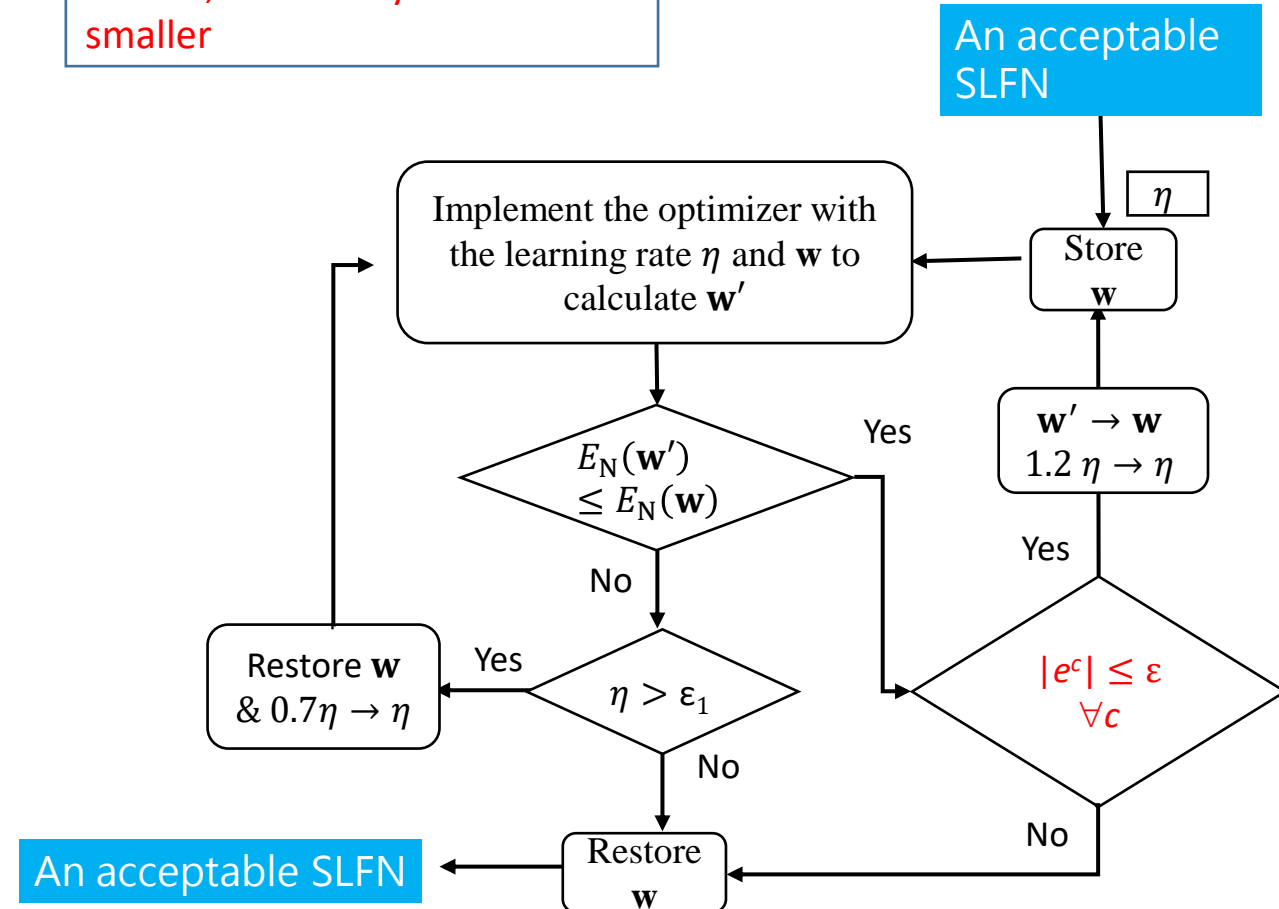 smaller
An acceptable
SLFN
η
Implement the optimizer with
the learning rate η and w to
calculate w′
Store
w
w′ → w
1.2 η → η
E_N(w′)
≤ E_N(w)
Yes
No
Yes
|eᶜ| ≤ ε
∀c
Restore w
& 0.7η → η
Yes
η > ε₁
No
No
Restore
w
An acceptable SLFN